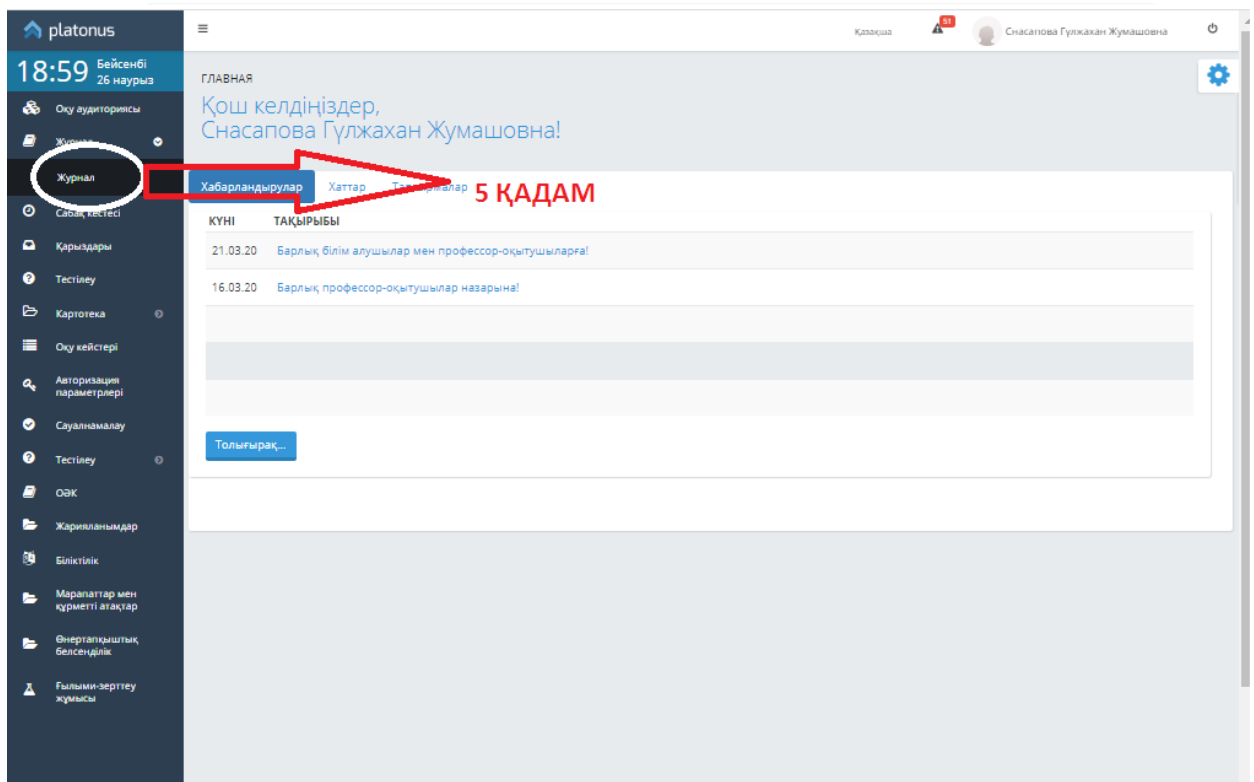 platonus
Қазақша
51
Снасапова Гүлжахан Жумашовна
18:59 Бейсенбі
26 наурыз
ГЛАВНАЯ
Қош келдіңіздер,
Снасапова Гүлжахан Жумашовна!
Оқу аудиториясы
Журнал
Журнал
Сабақ кестесі
Қарыздары
Тестілеу
Картотека
Оқу кейстері
Авторизация
параметрлері
Сауалнамалау
Тестілеу
ОӘК
Жарияланымдар
Біліктілік
Марапаттар мен
құрметті атақтар
Өнертапқыштық
белсенділік
Ғылыми-зерттеу
жұмысы
Хабарландырулар
Хаттар
5 ҚАДАМ
КҮНІ ТАҚЫРЫБЫ
21.03.20 Барлық білім алушылар мен профессор-оқытушыларға!
16.03.20 Барлық профессор-оқытушылар назарына!
Толығырақ...